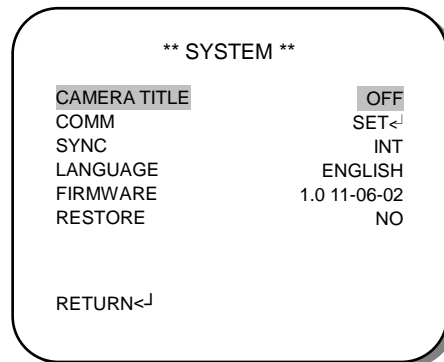 ** SYSTEM **
CAMERA TITLE OFF
COMM SET<┘
SYNC INT
LANGUAGE ENGLISH
FIRMWARE 1.0 11-06-02
RESTORE NO
RETURN<┘